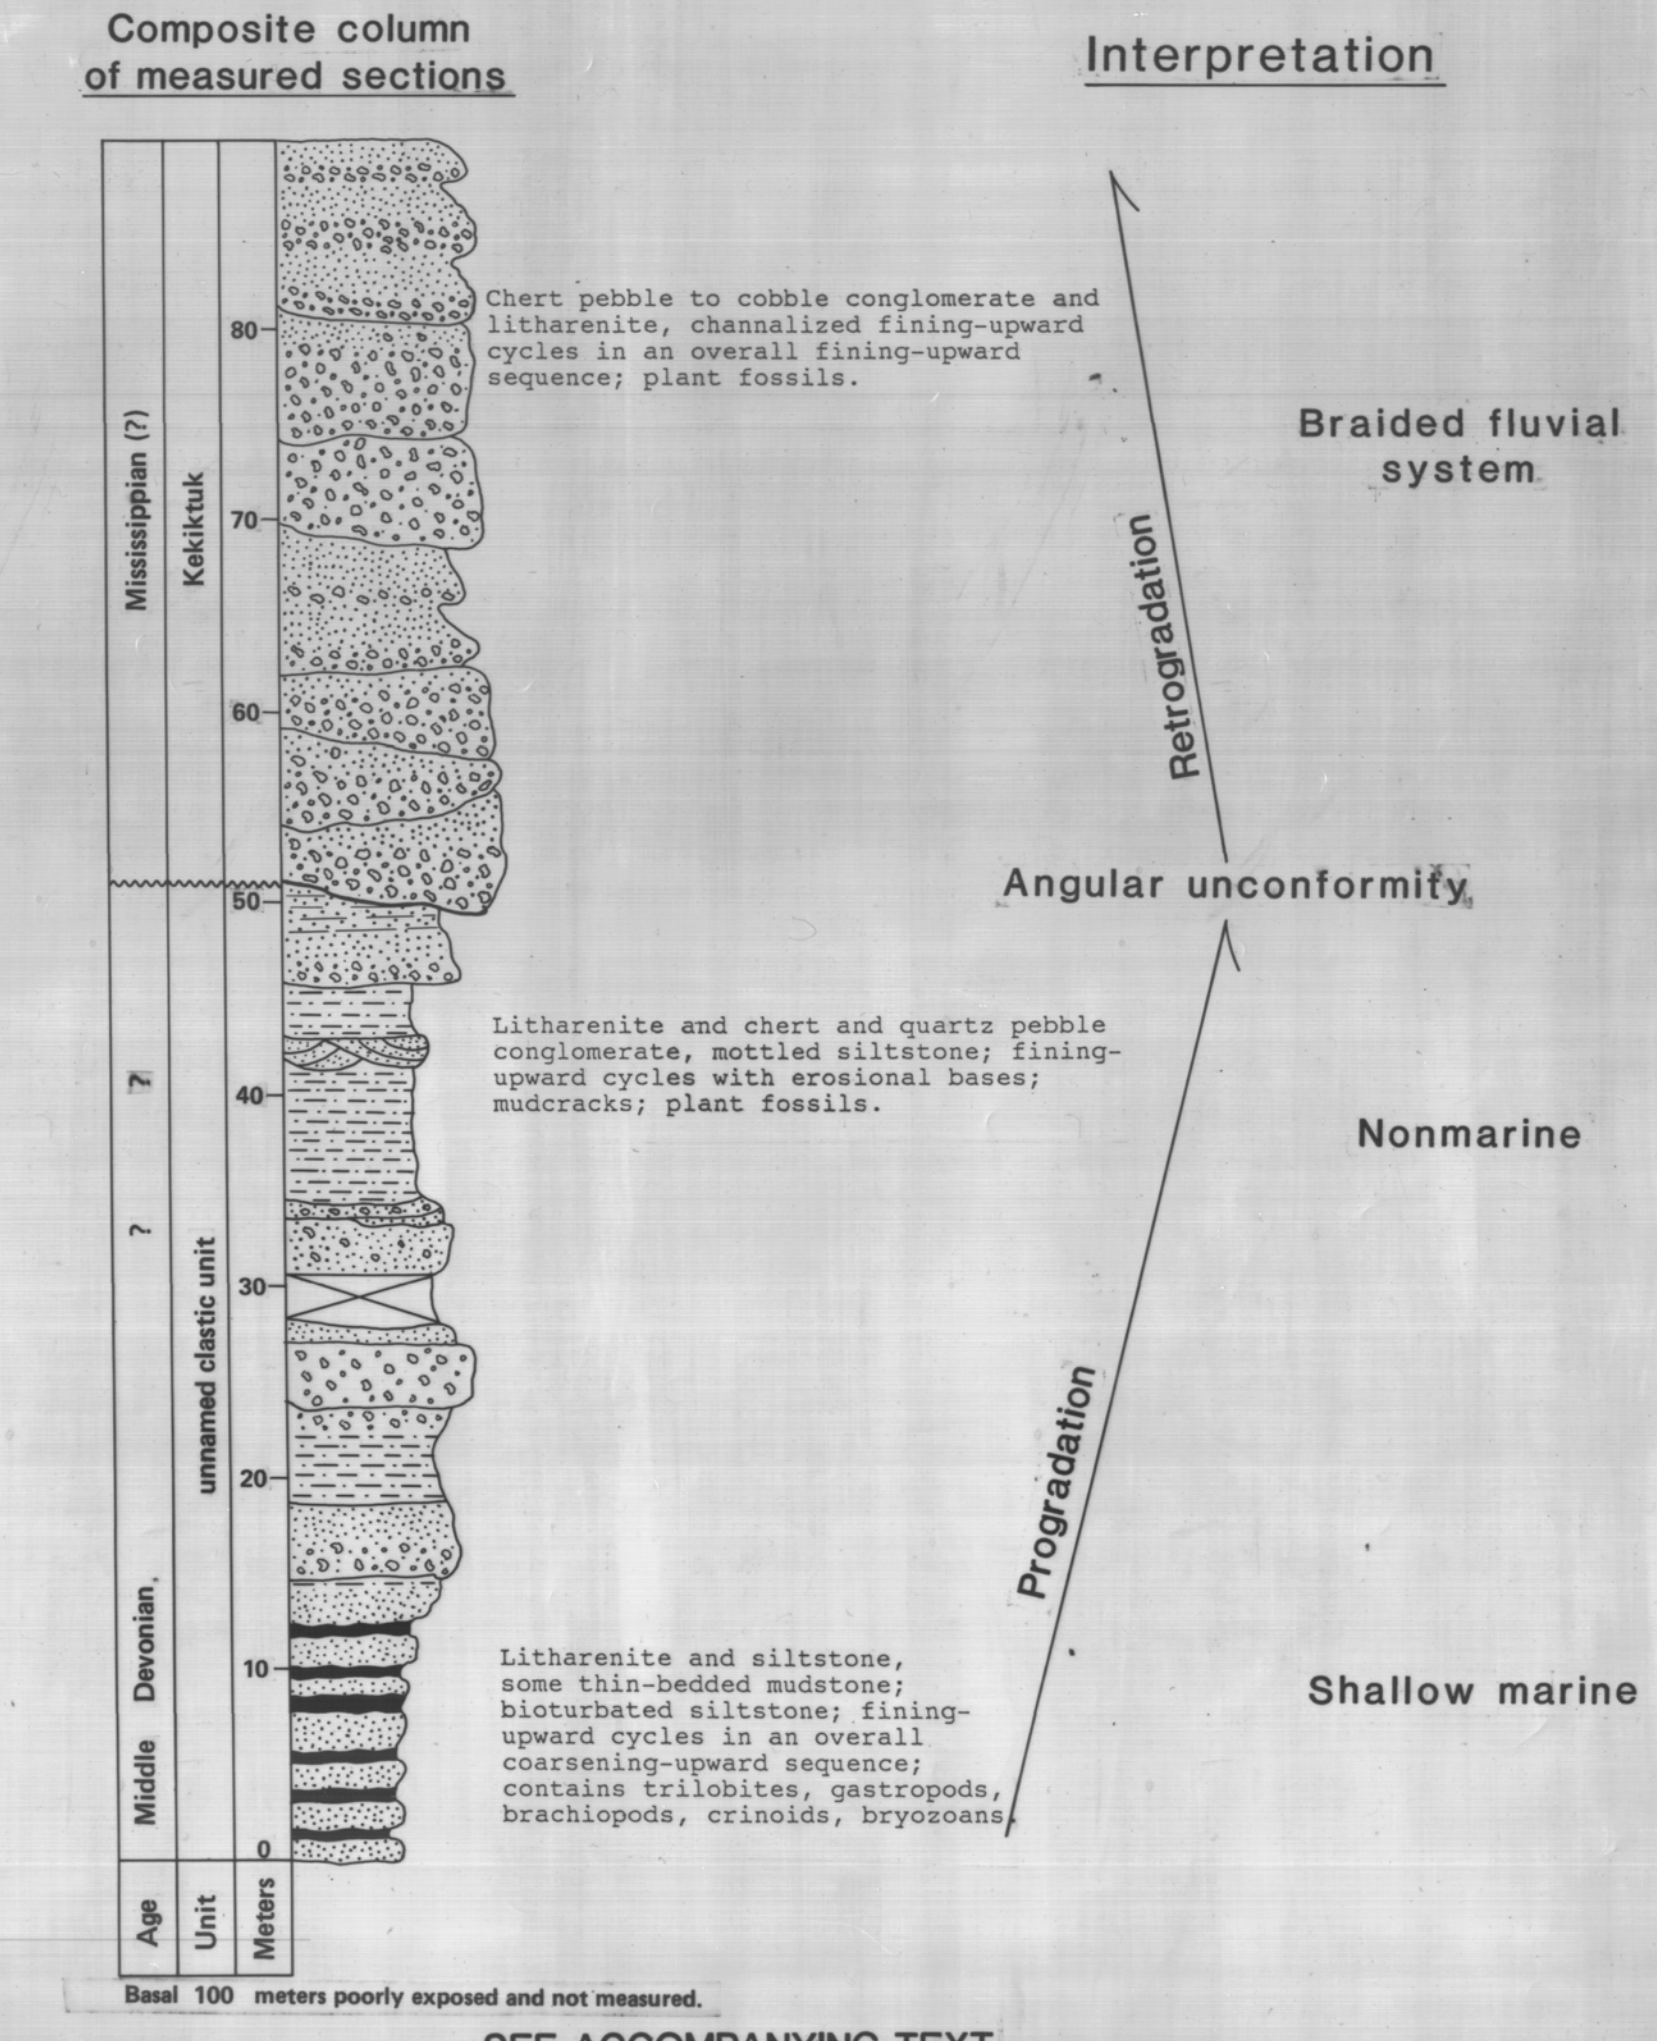 Composite column
of measured sections
Interpretation
80
70
60
50
40
30
20
10
0
Mississippian (?)
?
?
Middle Devonian
Kekiktuk
unnamed clastic unit
Chert pebble to cobble conglomerate and
litharenite, channalized fining-upward
cycles in an overall fining-upward
sequence; plant fossils.
Braided fluvial
system
Retrogradation
Angular unconformity
Litharenite and chert and quartz pebble
conglomerate, mottled siltstone; fining-
upward cycles with erosional bases;
mudcracks; plant fossils.
Nonmarine
Progradation
Litharenite and siltstone,
some thin-bedded mudstone;
bioturbated siltstone; fining-
upward cycles in an overall
coarsening-upward sequence;
contains trilobites, gastropods,
brachiopods, crinoids, bryozoans.
Shallow marine
Age
Unit
Meters
Basal 100 meters poorly exposed and not measured.
SEE ACCOMPANYING TEXT